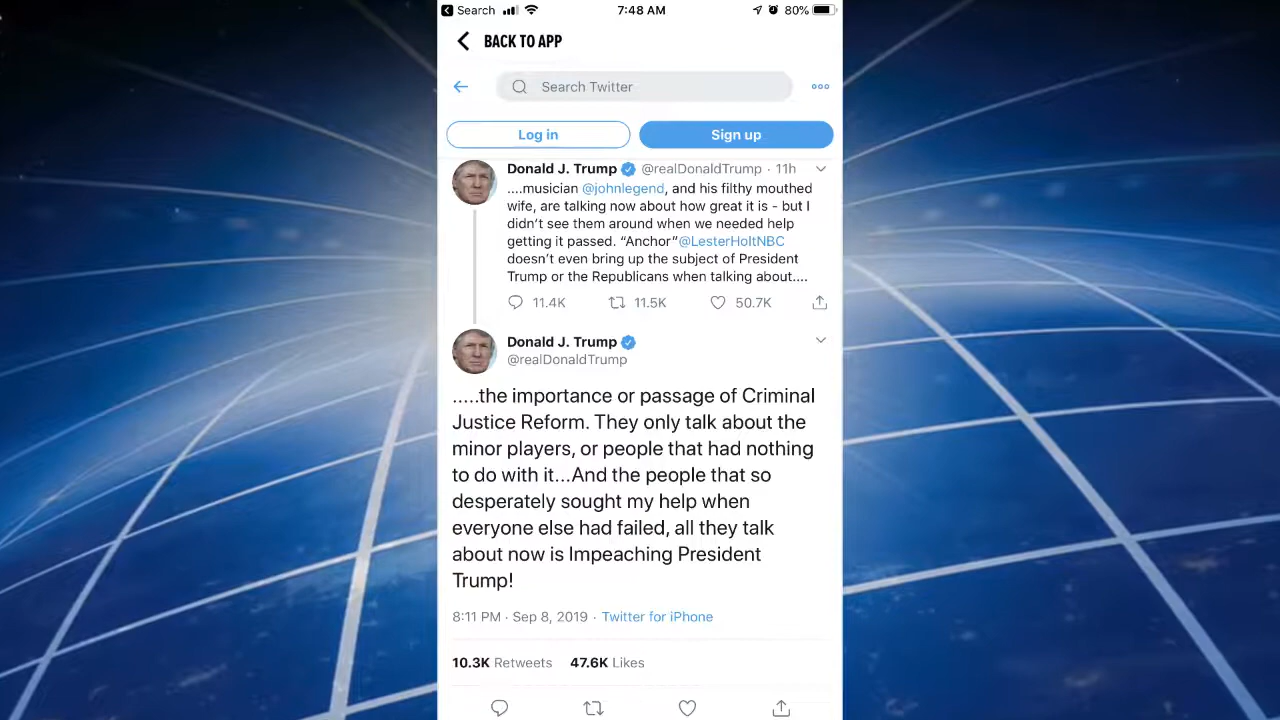 Search 7:48 AM 80%
BACK TO APP
Search Twitter
Log in Sign up
Donald J. Trump @realDonaldTrump · 11h
....musician @johnlegend, and his filthy mouthed
wife, are talking now about how great it is - but I
didn't see them around when we needed help
getting it passed. “Anchor”@LesterHoltNBC
doesn't even bring up the subject of President
Trump or the Republicans when talking about....
11.4K 11.5K 50.7K
Donald J. Trump
@realDonaldTrump
.....the importance or passage of Criminal
Justice Reform. They only talk about the
minor players, or people that had nothing
to do with it...And the people that so
desperately sought my help when
everyone else had failed, all they talk
about now is Impeaching President
Trump!
8:11 PM · Sep 8, 2019 · Twitter for iPhone
10.3K Retweets 47.6K Likes